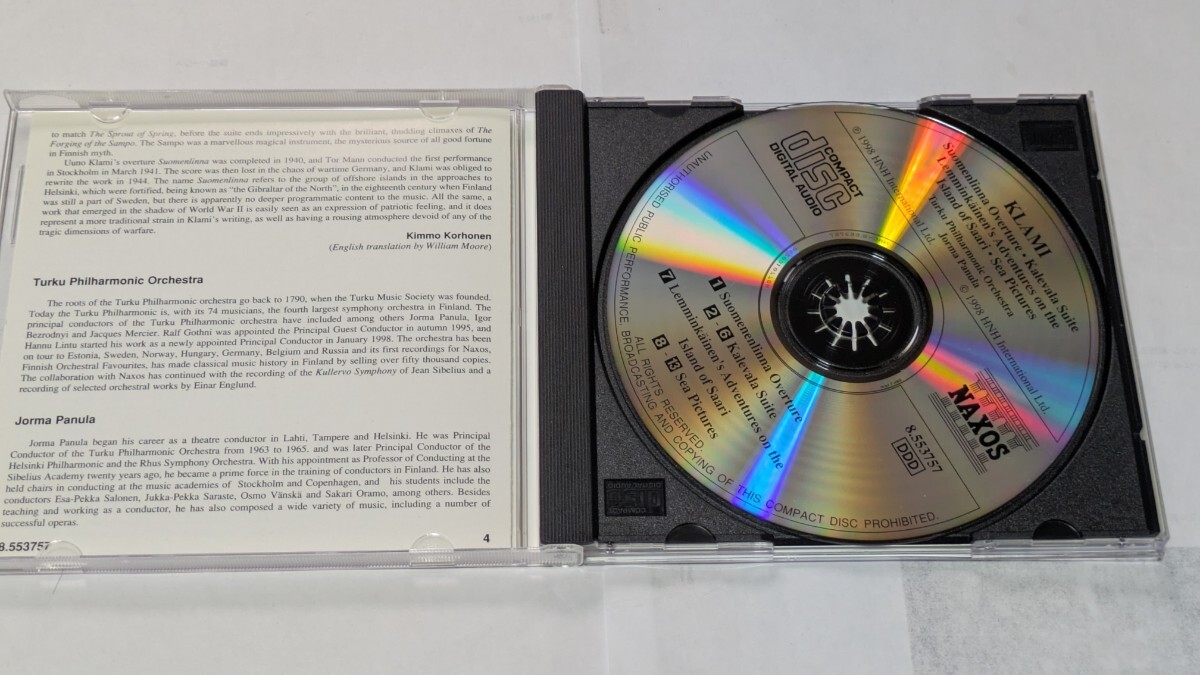 to match The Sprout of Spring, before the suite ends impressively with the brilliant, thudding climaxes of The
Forging of the Sampo. The Sampo was a marvellous magical instrument, the mysterious source of all good fortune
in Finnish myth.
Uuno Klami's overture Suomenlinna was completed in 1940, and Tor Mann conducted the first performance
in Stockholm in March 1941. The score was then lost in the chaos of wartime Germany, and Klami was obliged to
rewrite the work in 1944. The name Suomenlinna refers to the group of offshore islands in the approaches to
Helsinki, which were fortified, being known as "the Gibraltar of the North", in the eighteenth century when Finland
was still a part of Sweden, but there is apparently no deeper programmatic content to the music. All the same, a
work that emerged in the shadow of World War II is easily seen as an expression of patriotic feeling, and it does
represent a more traditional strain in Klami's writing, as well as having a rousing atmosphere devoid of any of the
tragic dimensions of warfare.
Kimmo Korhonen
(English translation by William Moore)
Turku Philharmonic Orchestra
The roots of the Turku Philharmonic orchestra go back to 1790, when the Turku Music Society was founded.
Today the Turku Philharmonic is, with its 74 musicians, the fourth largest symphony orchestra in Finland. The
principal conductors of the Turku Philharmonic orchestra have included among others Jorma Panula, Igor
Bezrodnyi and Jacques Mercier. Ralf Gothni was appointed the Principal Guest Conductor in autumn 1995, and
Hannu Lintu started his work as a newly appointed Principal Conductor in January 1998. The orchestra has been
on tour to Estonia, Sweden, Norway, Hungary, Germany, Belgium and Russia and its first recordings for Naxos,
Finnish Orchestral Favourites, has made classical music history in Finland by selling over fifty thousand copies.
The collaboration with Naxos has continued with the recording of the Kullervo Symphony of Jean Sibelius and a
recording of selected orchestral works by Einar Englund.
Jorma Panula
Jorma Panula began his career as a theatre conductor in Lahti, Tampere and Helsinki. He was Principal
Conductor of the Turku Philharmonic Orchestra from 1963 to 1965, and was later Principal Conductor of the
Helsinki Philharmonic and the Rhus Symphony Orchestra. With his appointment as Professor of Conducting at the
Sibelius Academy twenty years ago, he became a prime force in the training of conductors in Finland. He has also
held chairs in conducting at the music academies of Stockholm and Copenhagen, and his students include the
conductors Esa-Pekka Salonen, Jukka-Pekka Saraste, Osmo Vänskä and Sakari Oramo, among others. Besides
teaching and working as a conductor, he has also composed a wide variety of music, including a number of
successful operas.
8.553757
4
KLAMI
Suomenlinna Overture • Kalevala Suite
Lemminkäinen's Adventures on the
Island of Saari • Sea Pictures
Turku Philharmonic Orchestra
Jorma Panula
℗ 1998 HNH International Ltd.
© 1998 HNH International Ltd.
COMPACT
disc
DIGITAL AUDIO
1 Suomenenlinna Overture
2 - 6 Kalevala Suite
7 Lemminkäinen's Adventures on the
Island of Saari
8 - 13 Sea Pictures
NAXOS
8.553757
DDD
UNAUTHORISED PUBLIC PERFORMANCE BROADCASTING AND COPYING OF THIS COMPACT DISC PROHIBITED.
ALL RIGHTS RESERVED.